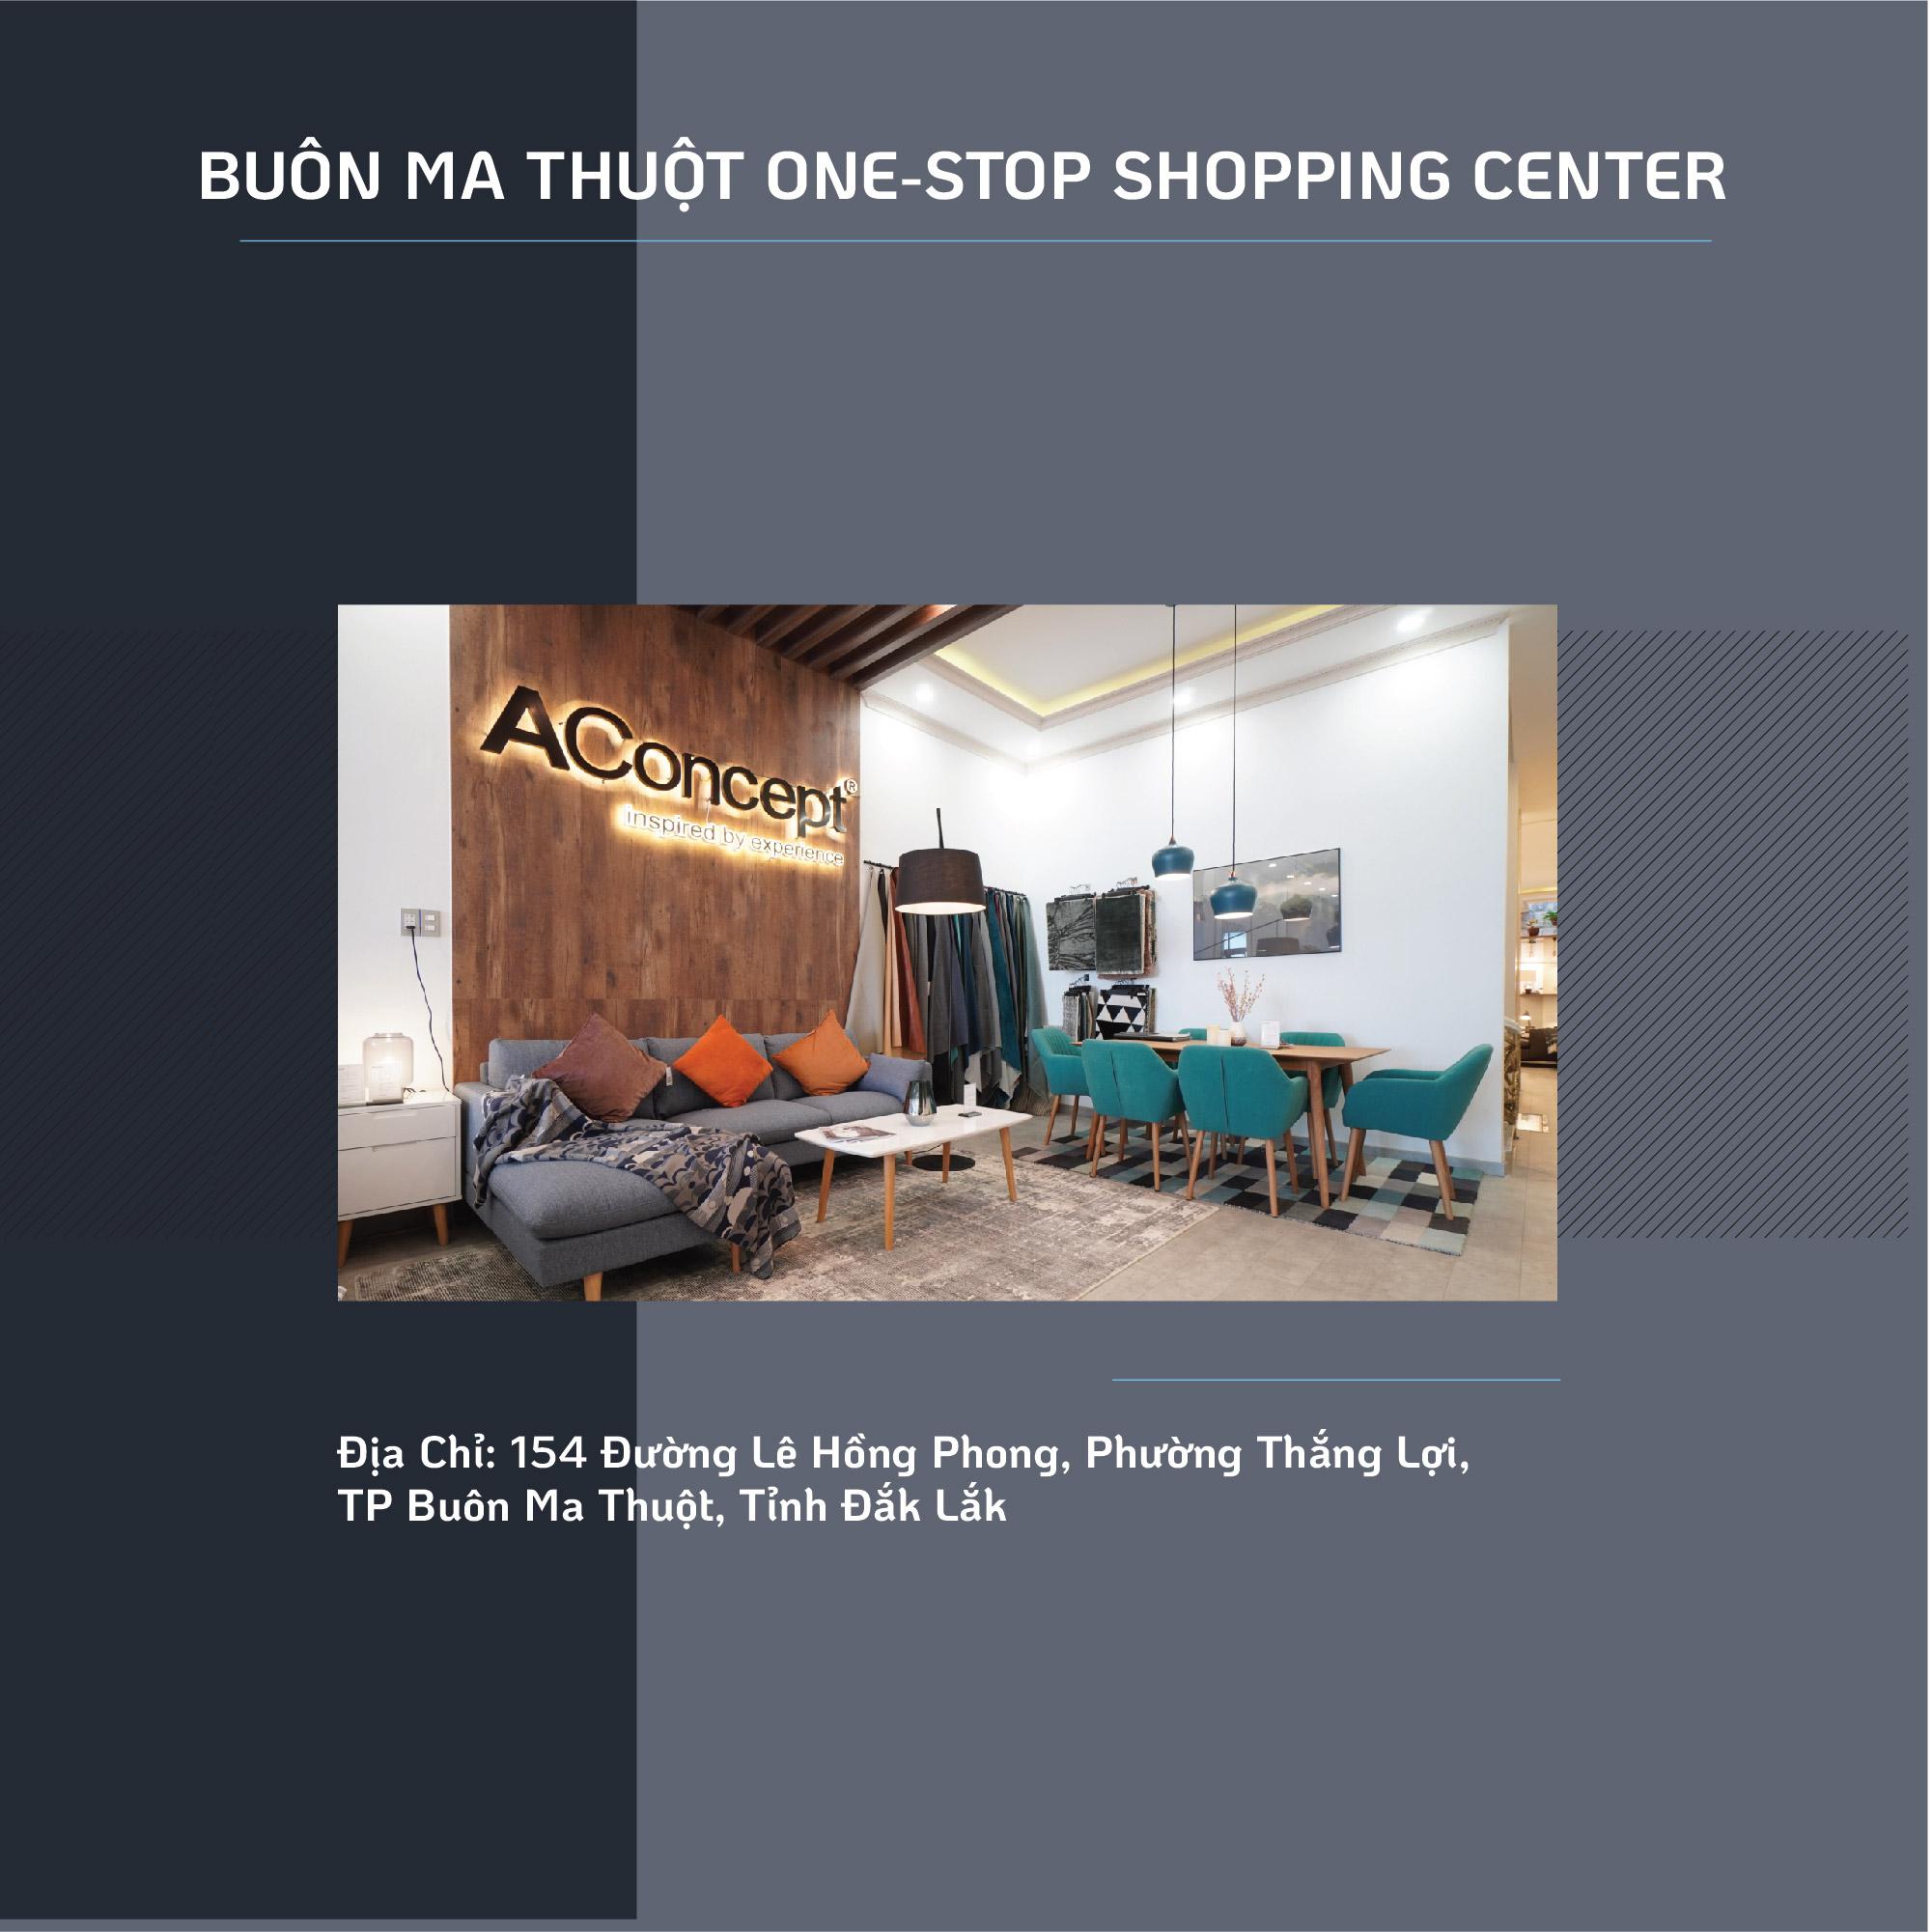 BUÔN MA THUỘT ONE-STOP SHOPPING CENTER
AConcept®
inspired by experience
Địa Chỉ: 154 Đường Lê Hồng Phong, Phường Thắng Lợi,
TP Buôn Ma Thuột, Tỉnh Đắk Lắk